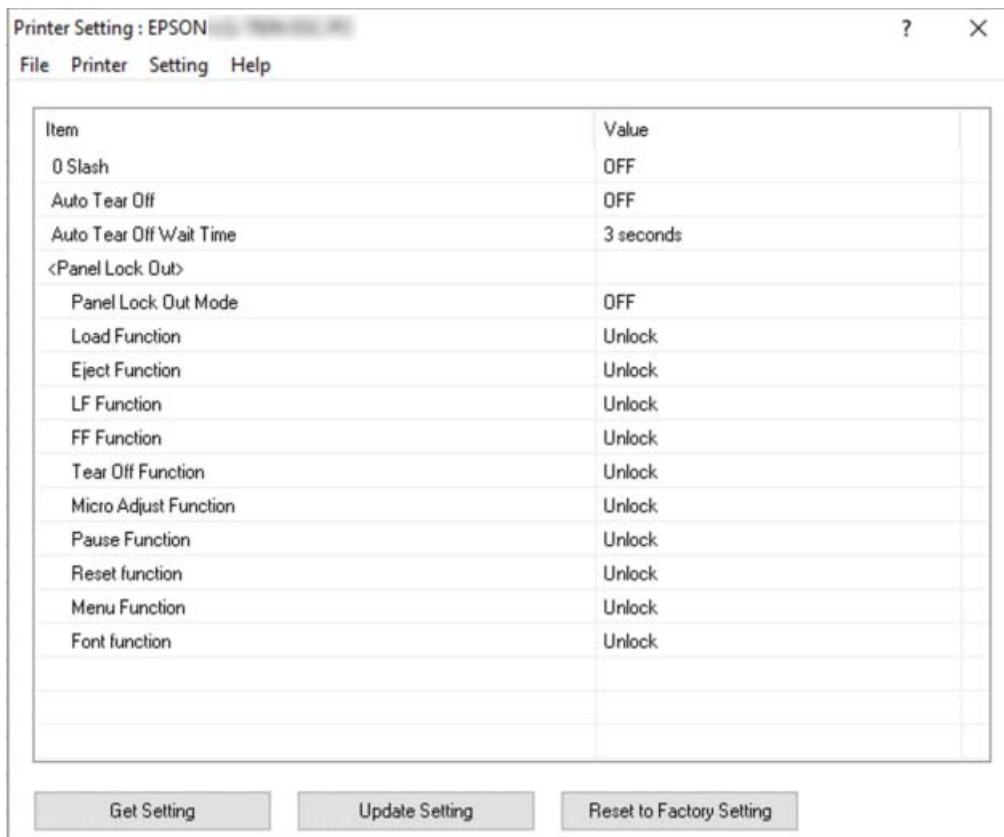 Printer Setting : EPSON
?
File Printer Setting Help
Item Value
0 Slash OFF
Auto Tear Off OFF
Auto Tear Off Wait Time 3 seconds
<Panel Lock Out>
Panel Lock Out Mode OFF
Load Function Unlock
Eject Function Unlock
LF Function Unlock
FF Function Unlock
Tear Off Function Unlock
Micro Adjust Function Unlock
Pause Function Unlock
Reset function Unlock
Menu Function Unlock
Font function Unlock
Get Setting Update Setting Reset to Factory Setting